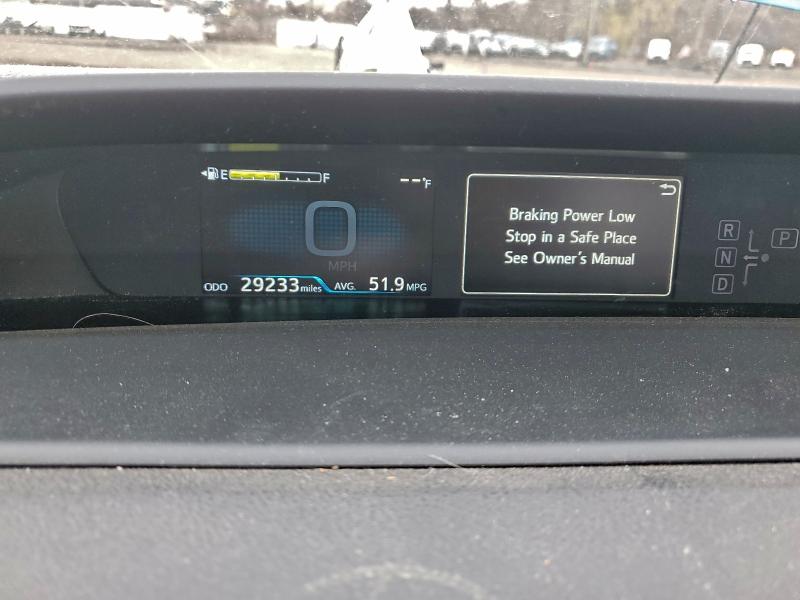 E F
--°F
0
MPH
ODO 29233 miles AVG. 51.9 MPG
Braking Power Low
Stop in a Safe Place
See Owner's Manual
R
N
D
P